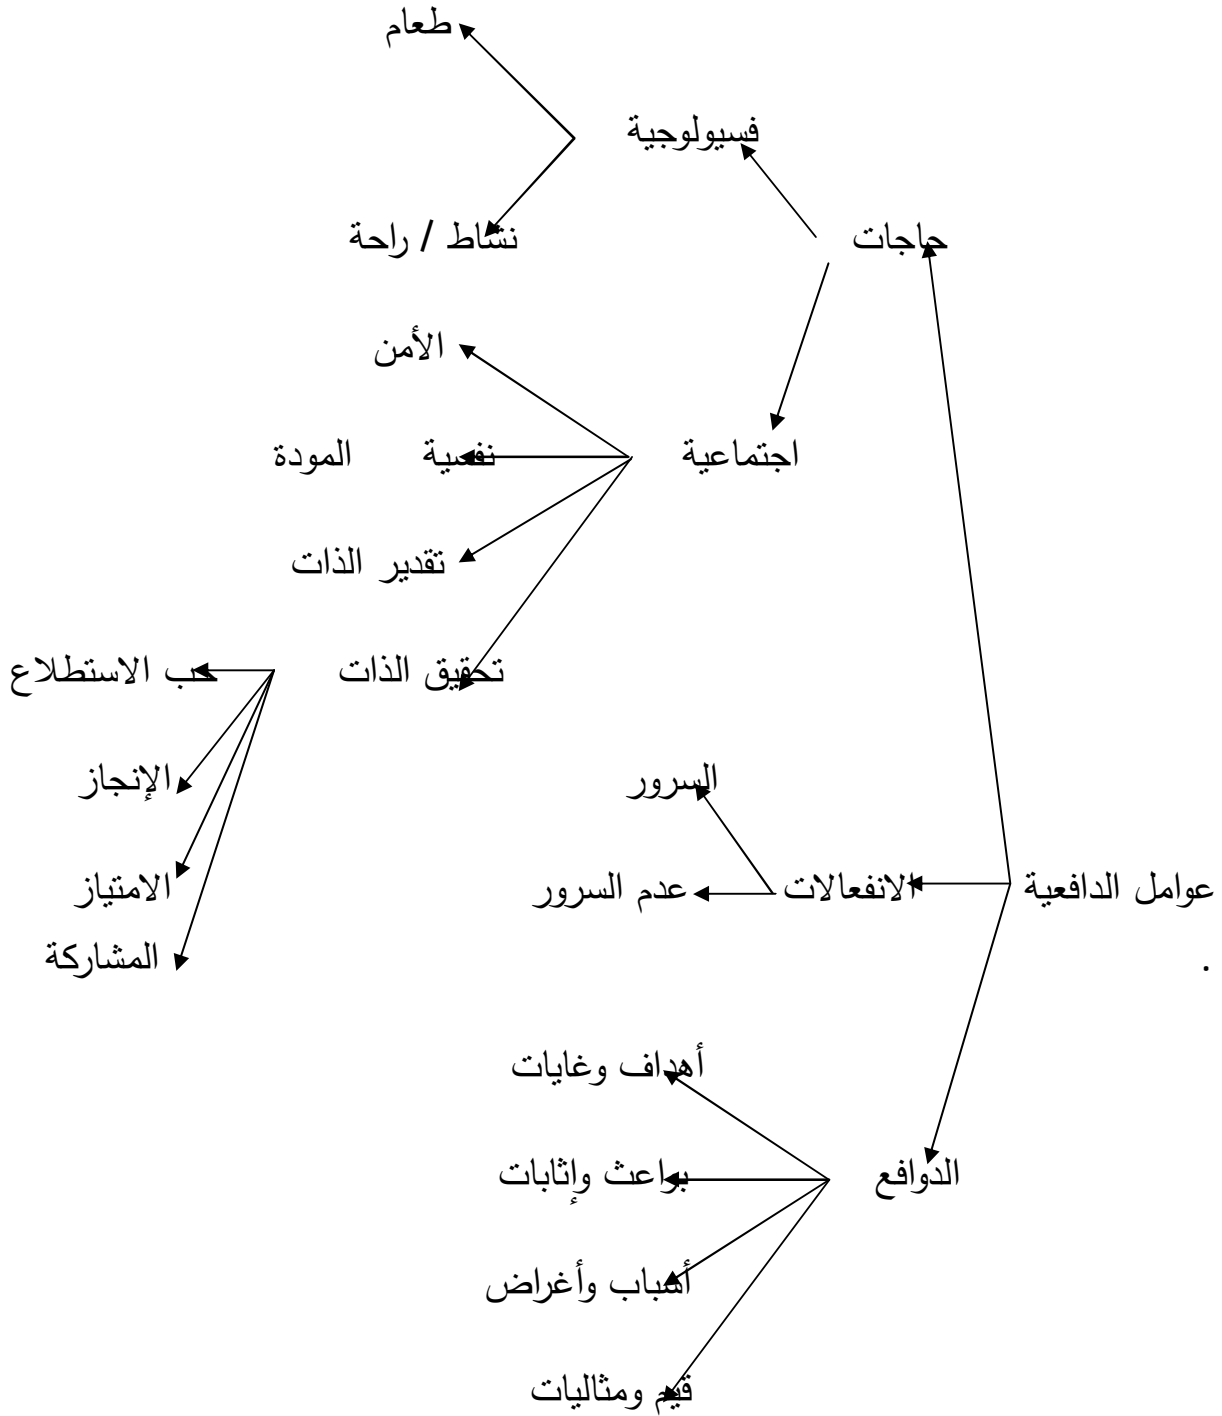 طعام
فسيولوجية
حاجات نشاط / راحة
الأمن
اجتماعية نفسية المودة
تقدير الذات
تحقيق الذات حب الاستطلاع
السرور الإنجاز
عوامل الدافعية الانفعالات عدم السرور الامتياز
. المشاركة
أهداف وغايات
الدوافع بواعث وإثابات
أسباب وأغراض
قيم ومثاليات